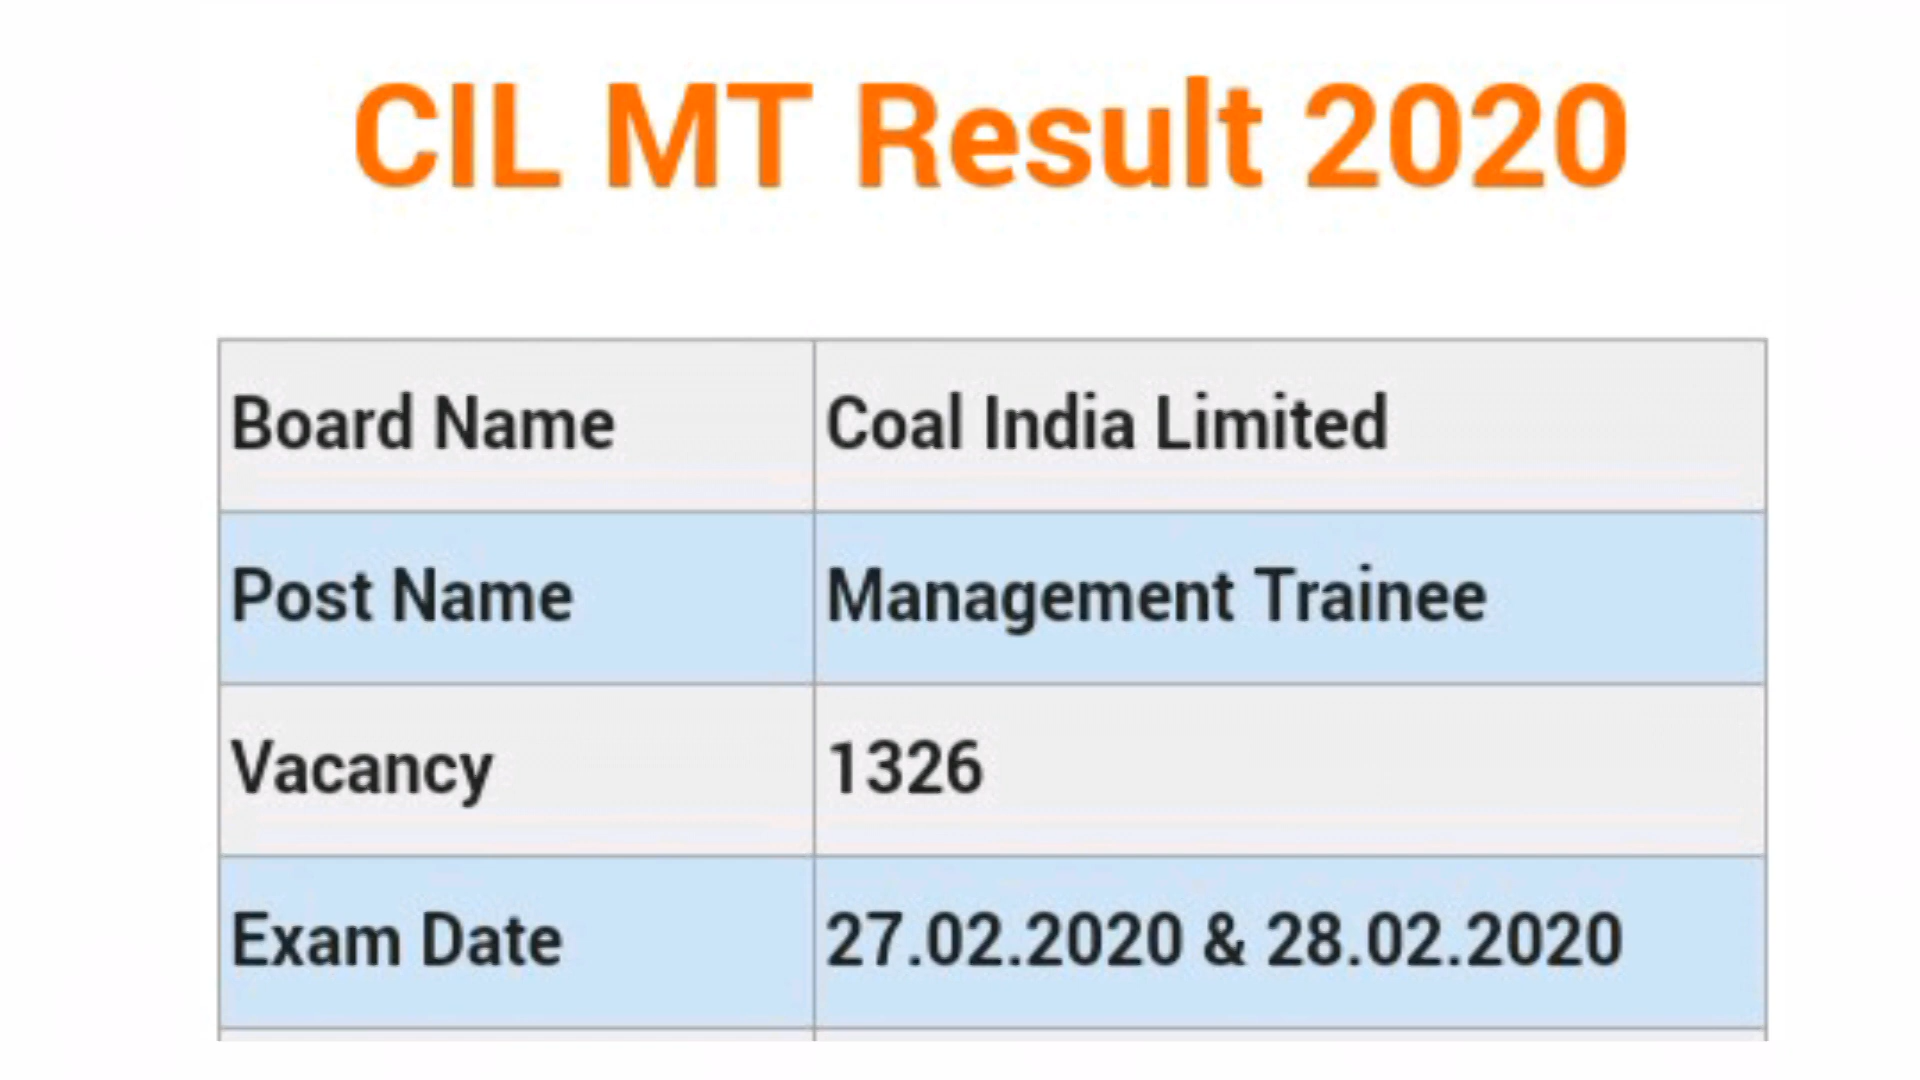 CIL MT Result 2020
Board Name Coal India Limited
Post Name Management Trainee
Vacancy 1326
Exam Date 27.02.2020 & 28.02.2020